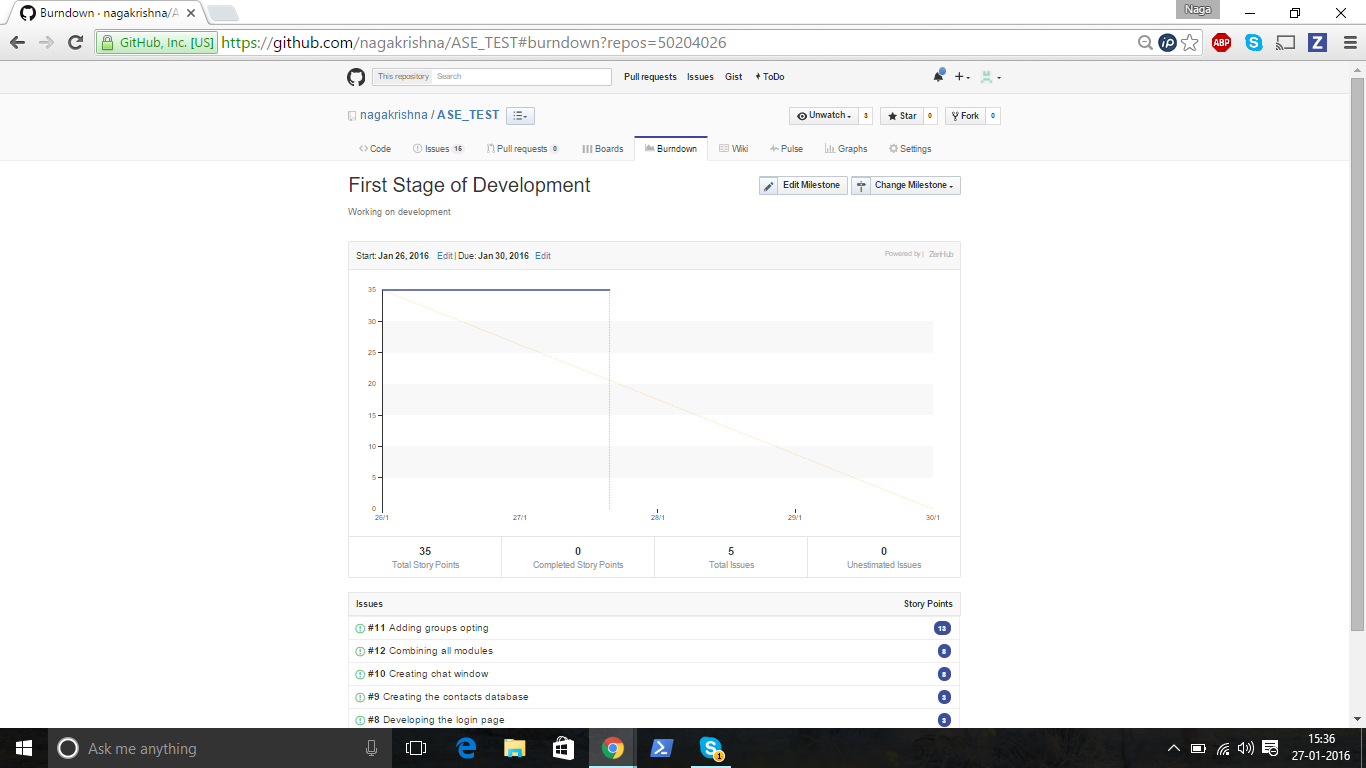 Burdown · nagakrishna/A
Naga
GitHub, Inc. [US] https://github.com/nagakrishna/ASE_TEST#burndown?repos=50204026
iP ABP S Z
This repository Search Pull requests Issues Gist ToDo
nagakrishna / ASE_TEST Unwatch 3 Star 0 Fork 0
Code Issues 16 Pull requests 0 Boards Burndown Wiki Pulse Graphs Settings
First Stage of Development Edit Milestone Change Milestone
Working on development
Start: Jan 26, 2016 Edit | Due: Jan 30, 2016 Edit Powered by | ZenHub
35
30
25
20
15
10
5
0
26/1 27/1 28/1 29/1 30/1
35 0 5 0
Total Story Points Completed Story Points Total Issues Unestimated Issues
Issues Story Points
#11 Adding groups opting 13
#12 Combining all modules 8
#10 Creating chat window 8
#9 Creating the contacts database 3
#8 Developing the login page 3
Ask me anything 1 15:36
27-01-2016